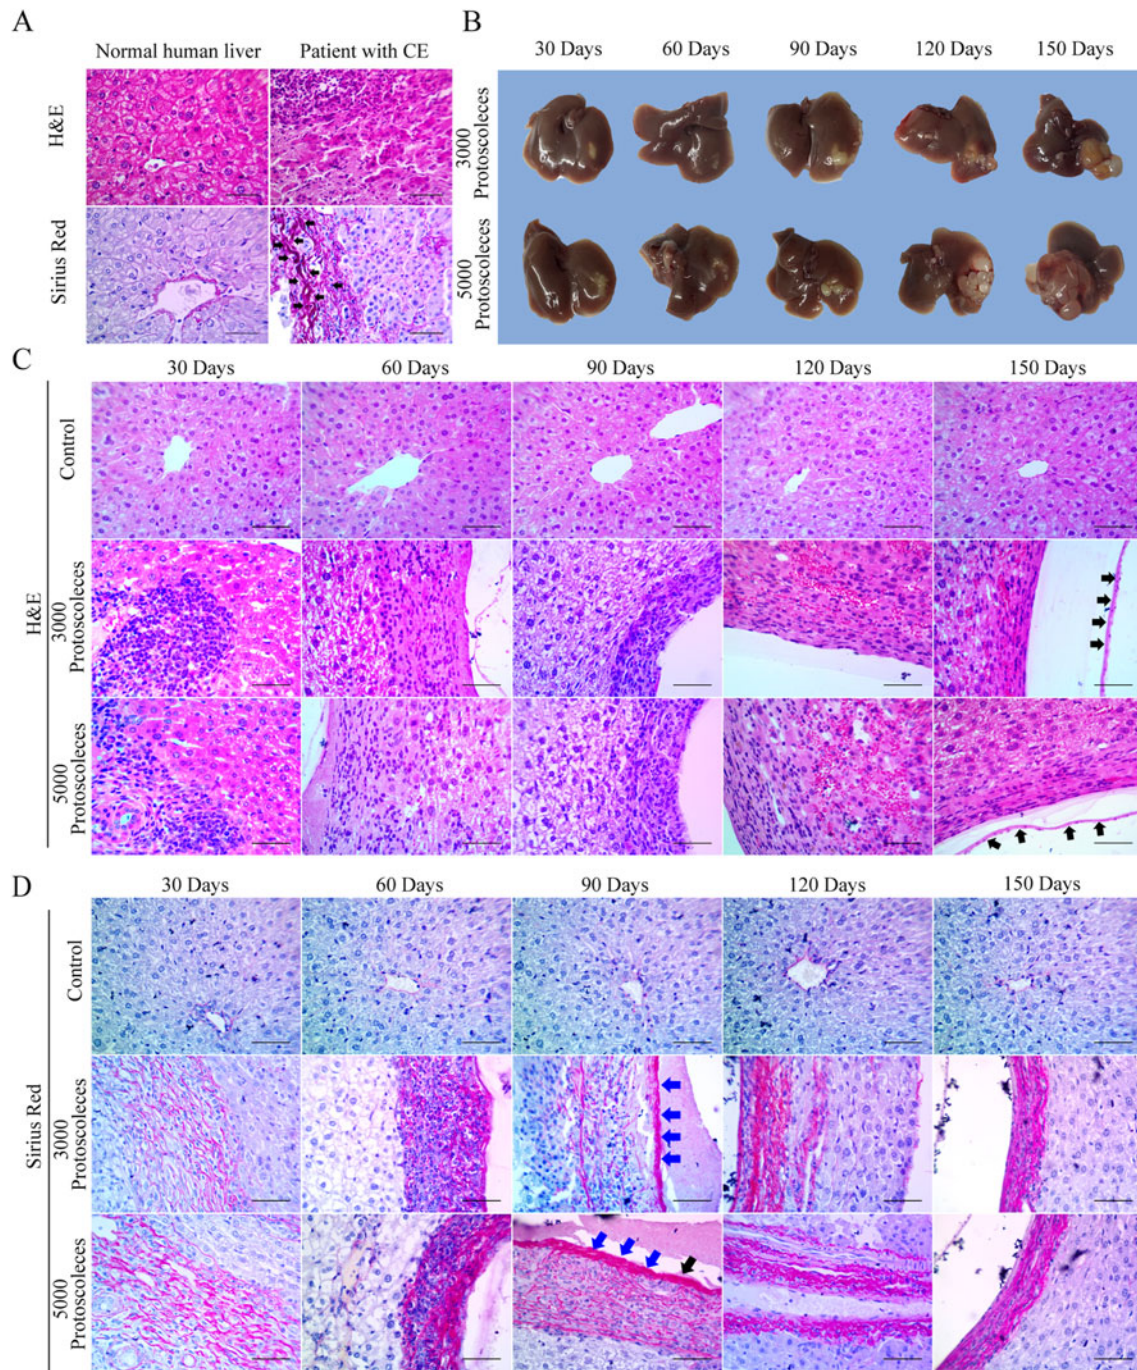 A
Normal human liver
Patient with CE
H&E
Sirius Red
B
30 Days
60 Days
90 Days
120 Days
150 Days
3000
Protoscoleces
5000
Protoscoleces
C
30 Days
60 Days
90 Days
120 Days
150 Days
H&E
Control
3000
Protoscoleces
5000
Protoscoleces
D
30 Days
60 Days
90 Days
120 Days
150 Days
Sirius Red
Control
3000
Protoscoleces
5000
Protoscoleces